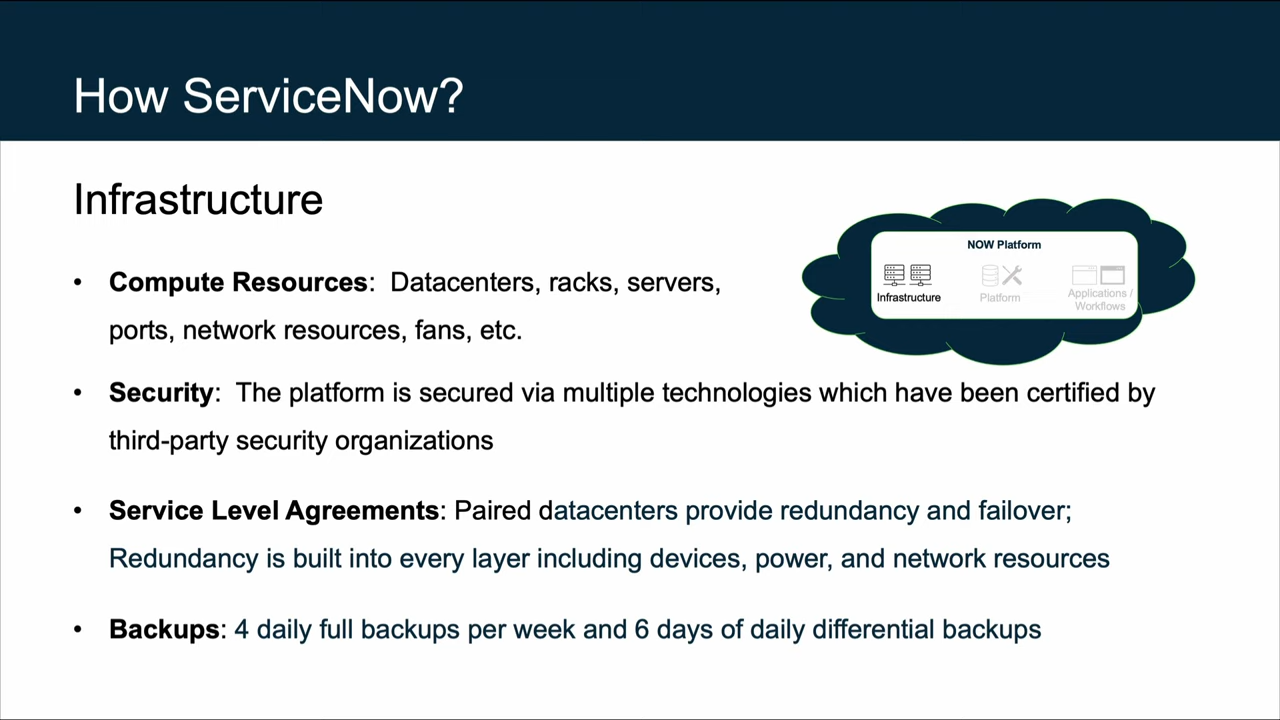 How ServiceNow?
Infrastructure
• Compute Resources: Datacenters, racks, servers,
ports, network resources, fans, etc.
NOW Platform
Infrastructure
Platform
Applications /
Workflows
• Security: The platform is secured via multiple technologies which have been certified by
third-party security organizations
• Service Level Agreements: Paired datacenters provide redundancy and failover;
Redundancy is built into every layer including devices, power, and network resources
• Backups: 4 daily full backups per week and 6 days of daily differential backups